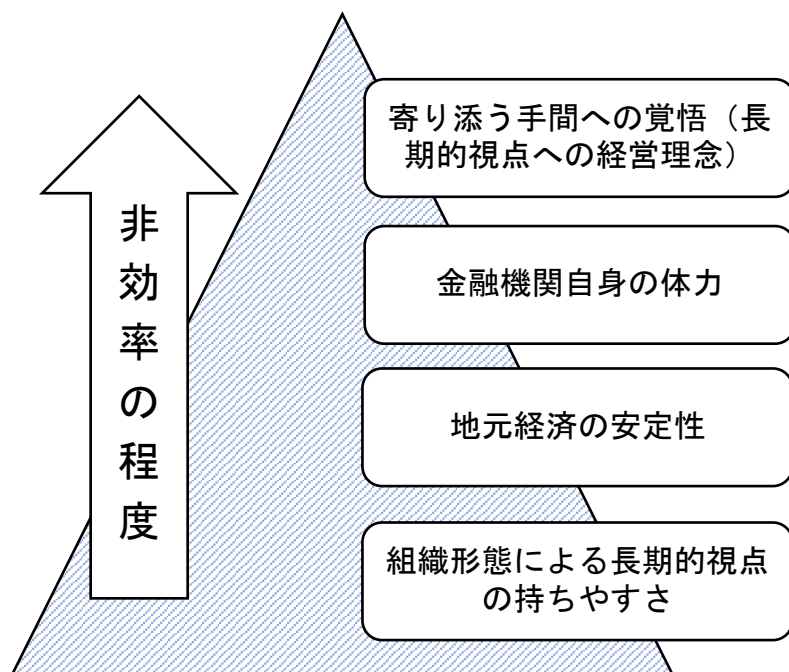 非効率の程度
寄り添う手間への覚悟（長
期的視点への経営理念）
金融機関自身の体力
地元経済の安定性
組織形態による長期的視点
の持ちやすさ